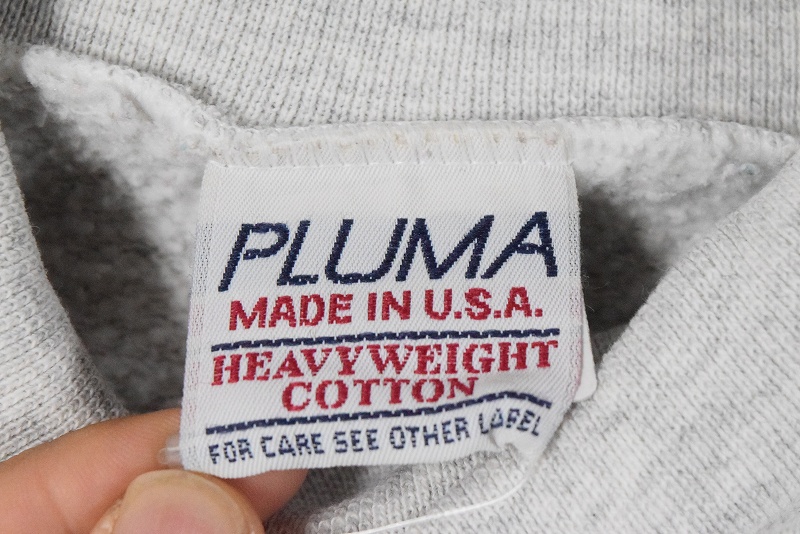 PLUMA
MADE IN U.S.A.
HEAVYWEIGHT
COTTON
FOR CARE SEE OTHER LABEL